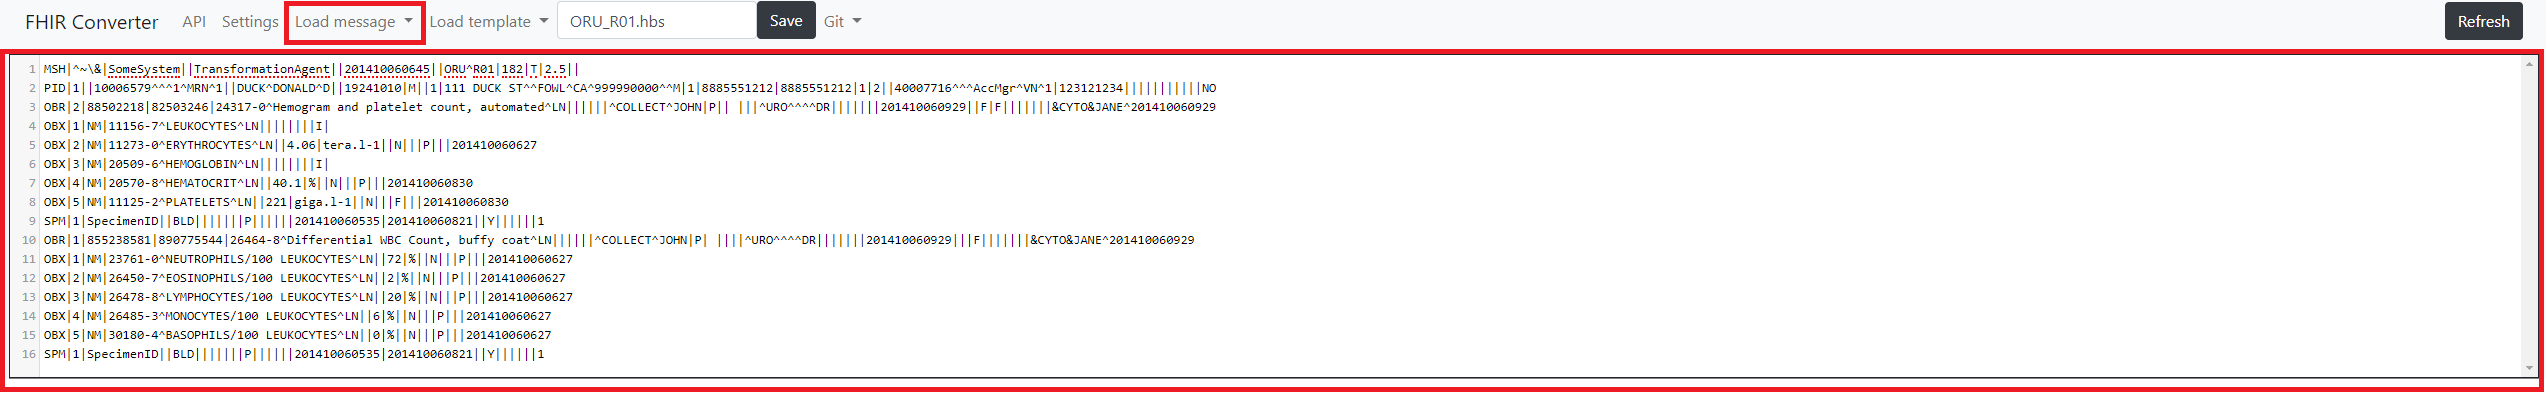 FHIR Converter API Settings Load message Load template ORU_R01.hbs Save Git Refresh
1 MSH|^~\&|SomeSystem||TransformationAgent||201410060645||ORU^R01|182|T|2.5||
2 PID|1||10006579^^^1^MRN^1||DUCK^DONALD^D||19241010|M||1|111 DUCK ST^^FOWL^CA^999990000^^M|1|8885551212|8885551212|1|2||40007716^^^AccMgr^VN^1|123121234|||||||||||NO
3 OBR|2|88502218|82503246|24317-0^Hemogram and platelet count, automated^LN||||||^COLLECT^JOHN|P|| |||^URO^^^^DR|||||||201410060929||F|F|||||||&CYTO&JANE^201410060929
4 OBX|1|NM|11156-7^LEUKOCYTES^LN||||||||I|
5 OBX|2|NM|11273-0^ERYTHROCYTES^LN||4.06|tera.l-1||N|||P|||201410060627
6 OBX|3|NM|20509-6^HEMOGLOBIN^LN||||||||I|
7 OBX|4|NM|20570-8^HEMATOCRIT^LN||40.1|%||N|||P|||201410060830
8 OBX|5|NM|11125-2^PLATELETS^LN||221|giga.l-1||N|||F|||201410060830
9 SPM|1|SpecimenID||BLD|||||||P||||||201410060535|201410060821||Y||||||1
10 OBR|1|855238581|890775544|26464-8^Differential WBC Count, buffy coat^LN||||||^COLLECT^JOHN|P| ||||^URO^^^^DR|||||||201410060929|||F|||||||&CYTO&JANE^201410060929
11 OBX|1|NM|23761-0^NEUTROPHILS/100 LEUKOCYTES^LN||72|%||N|||P|||201410060627
12 OBX|2|NM|26450-7^EOSINOPHILS/100 LEUKOCYTES^LN||2|%||N|||P|||201410060627
13 OBX|3|NM|26478-8^LYMPHOCYTES/100 LEUKOCYTES^LN||20|%||N|||P|||201410060627
14 OBX|4|NM|26485-3^MONOCYTES/100 LEUKOCYTES^LN||6|%||N|||P|||201410060627
15 OBX|5|NM|30180-4^BASOPHILS/100 LEUKOCYTES^LN||0|%||N|||P|||201410060627
16 SPM|1|SpecimenID||BLD|||||||P||||||201410060535|201410060821||Y||||||1